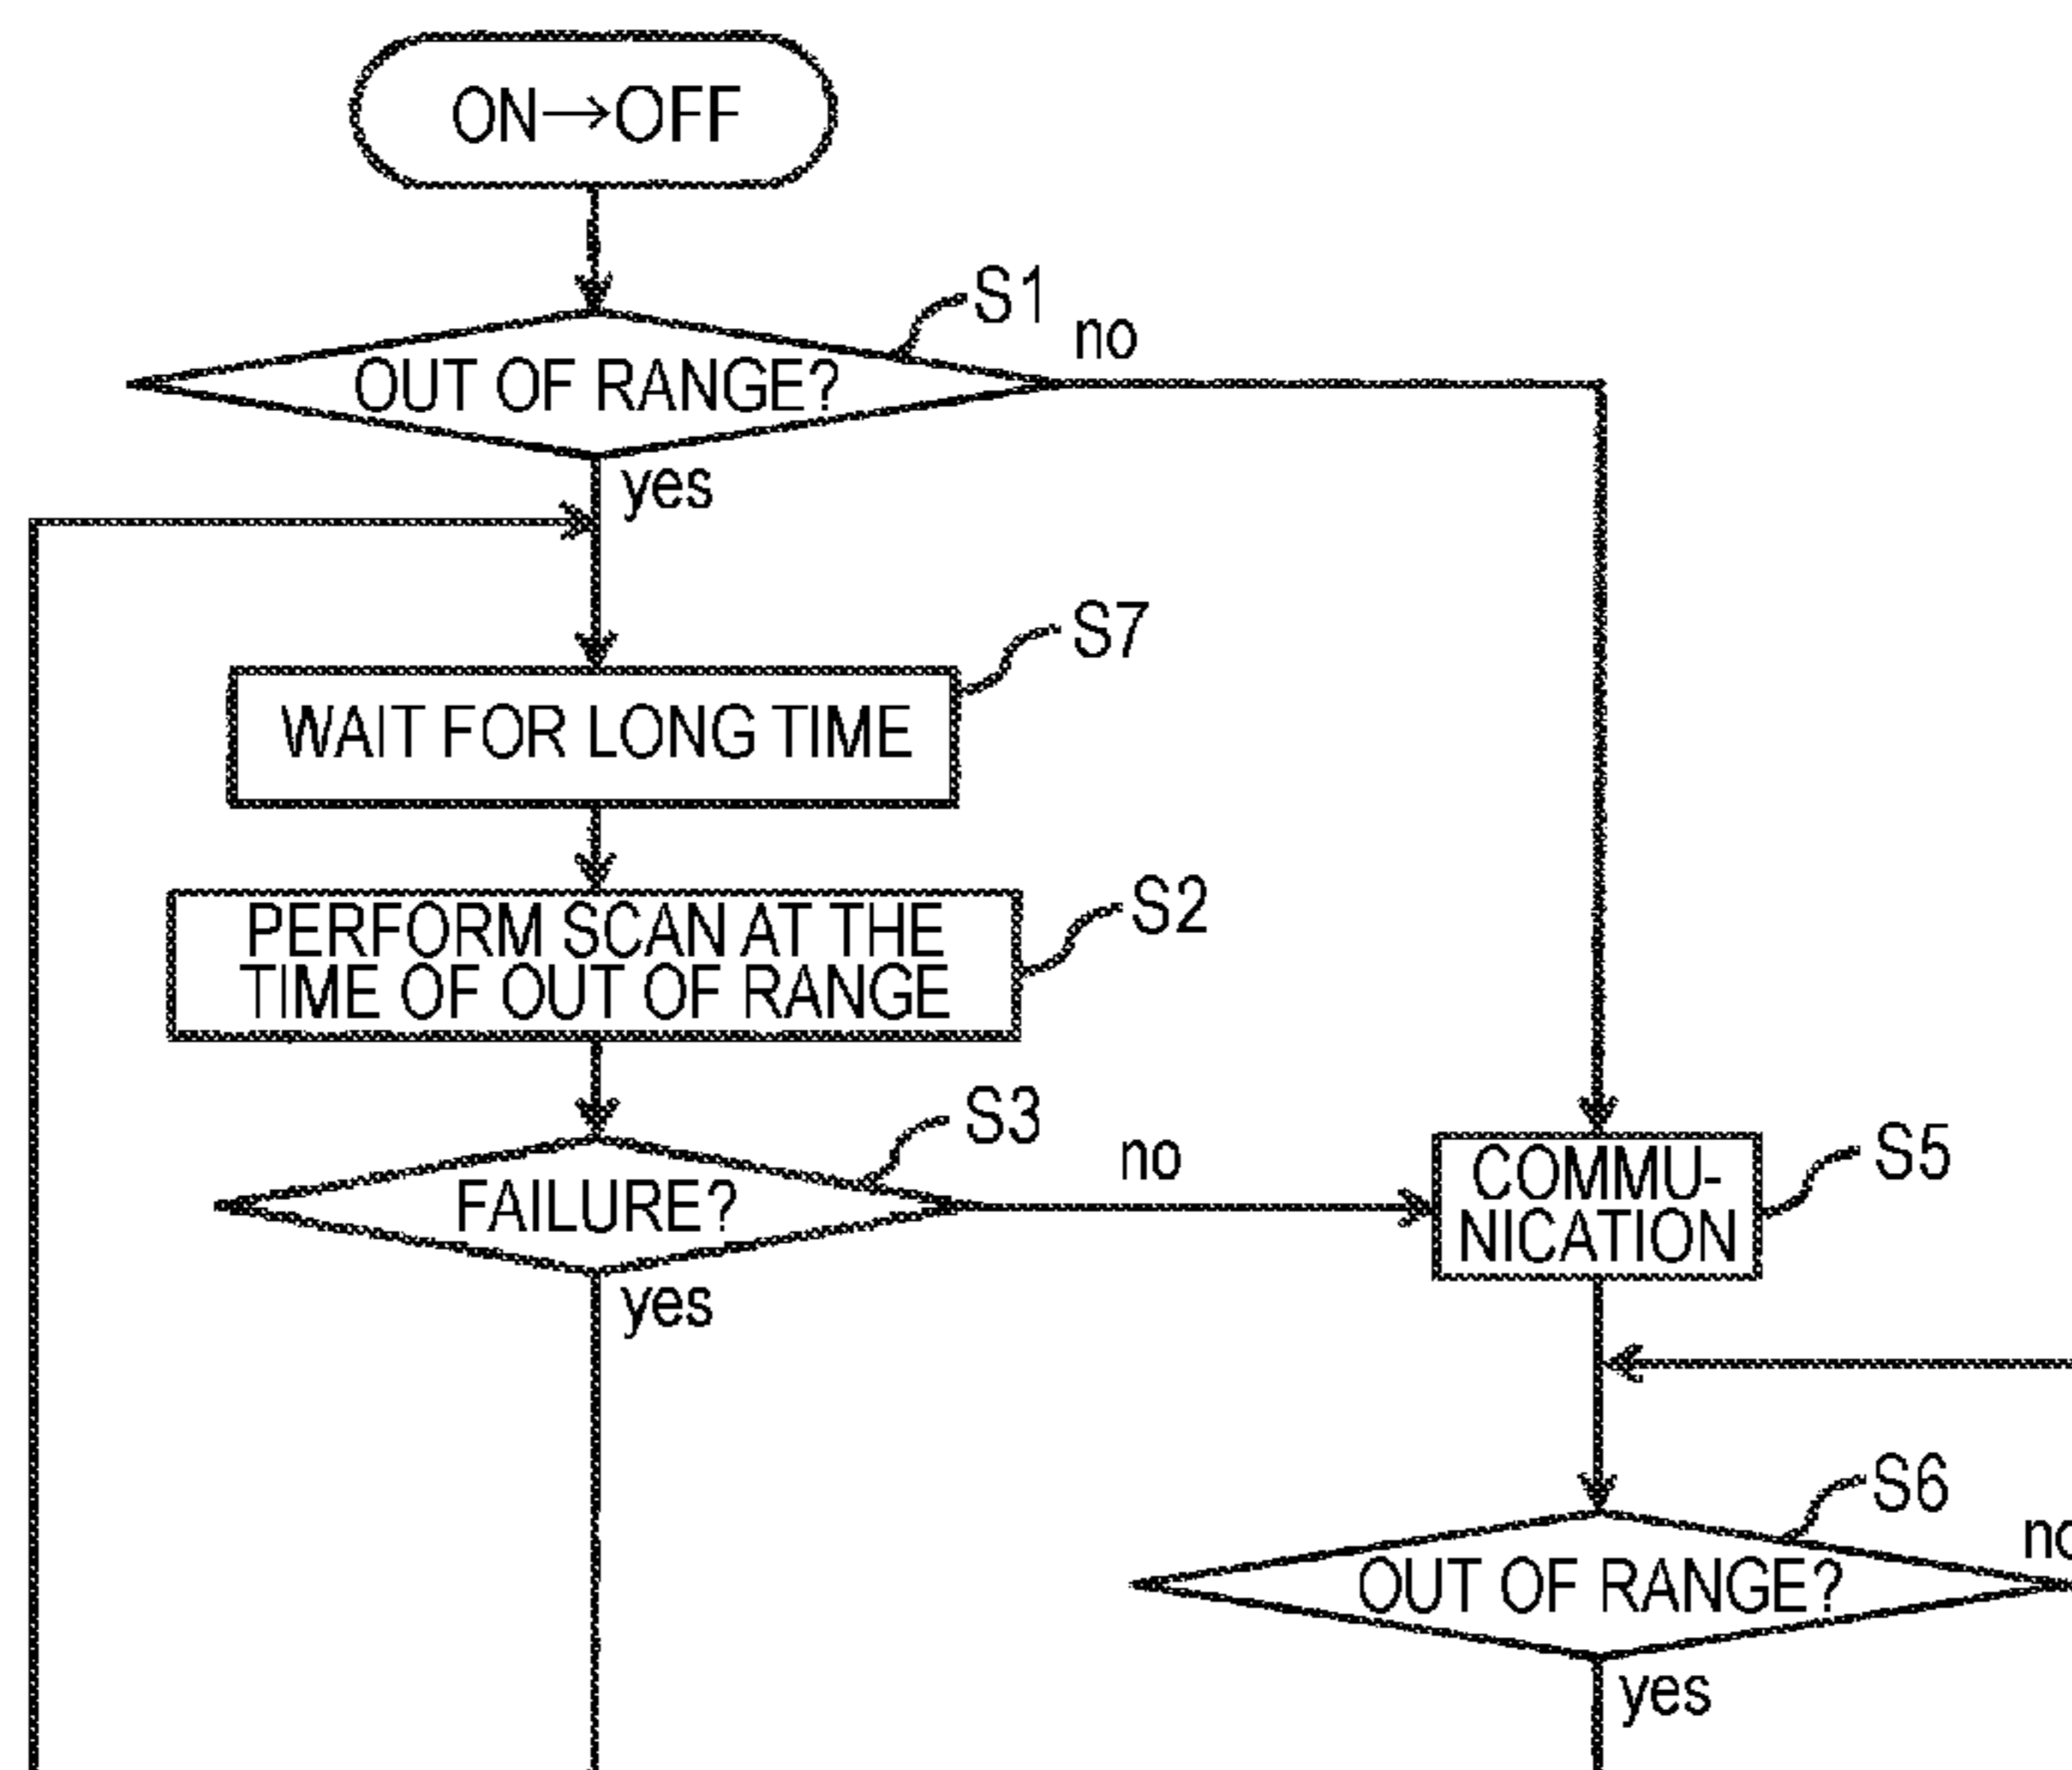 ON→OFF
S1
no
OUT OF RANGE?
yes
S7
WAIT FOR LONG TIME
S2
PERFORM SCAN AT THE
TIME OF OUT OF RANGE
S3
no
FAILURE?
yes
S5
COMMU-
NICATION
S6
no
OUT OF RANGE?
yes